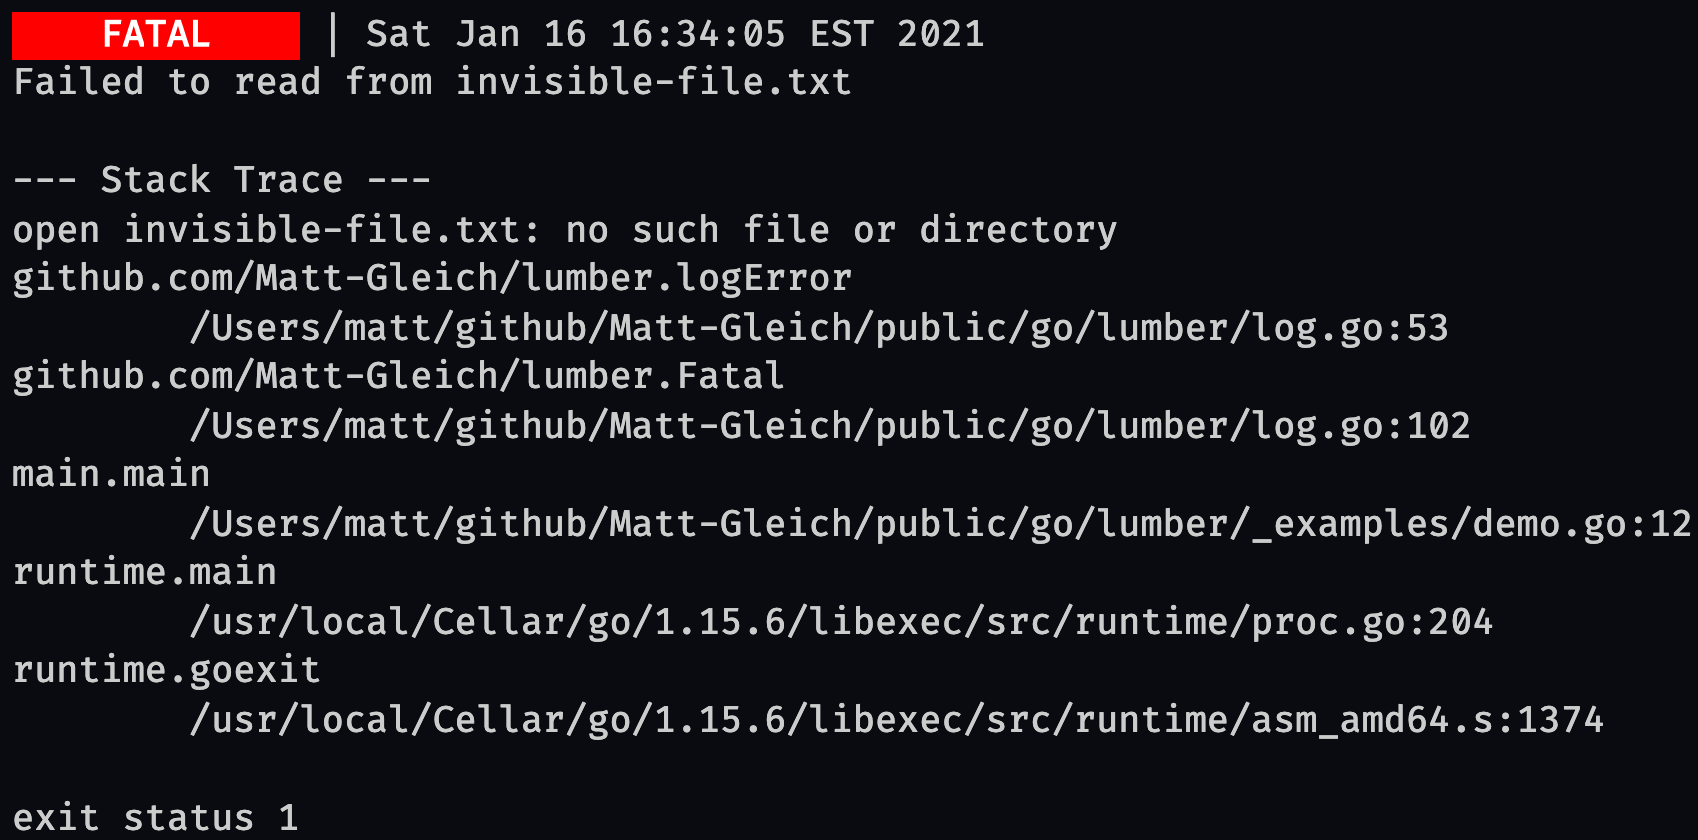 FATAL | Sat Jan 16 16:34:05 EST 2021
Failed to read from invisible-file.txt
--- Stack Trace ---
open invisible-file.txt: no such file or directory
github.com/Matt-Gleich/lumber.logError
/Users/matt/github/Matt-Gleich/public/go/lumber/log.go:53
github.com/Matt-Gleich/lumber.Fatal
/Users/matt/github/Matt-Gleich/public/go/lumber/log.go:102
main.main
/Users/matt/github/Matt-Gleich/public/go/lumber/_examples/demo.go:12
runtime.main
/usr/local/Cellar/go/1.15.6/libexec/src/runtime/proc.go:204
runtime.goexit
/usr/local/Cellar/go/1.15.6/libexec/src/runtime/asm_amd64.s:1374
exit status 1